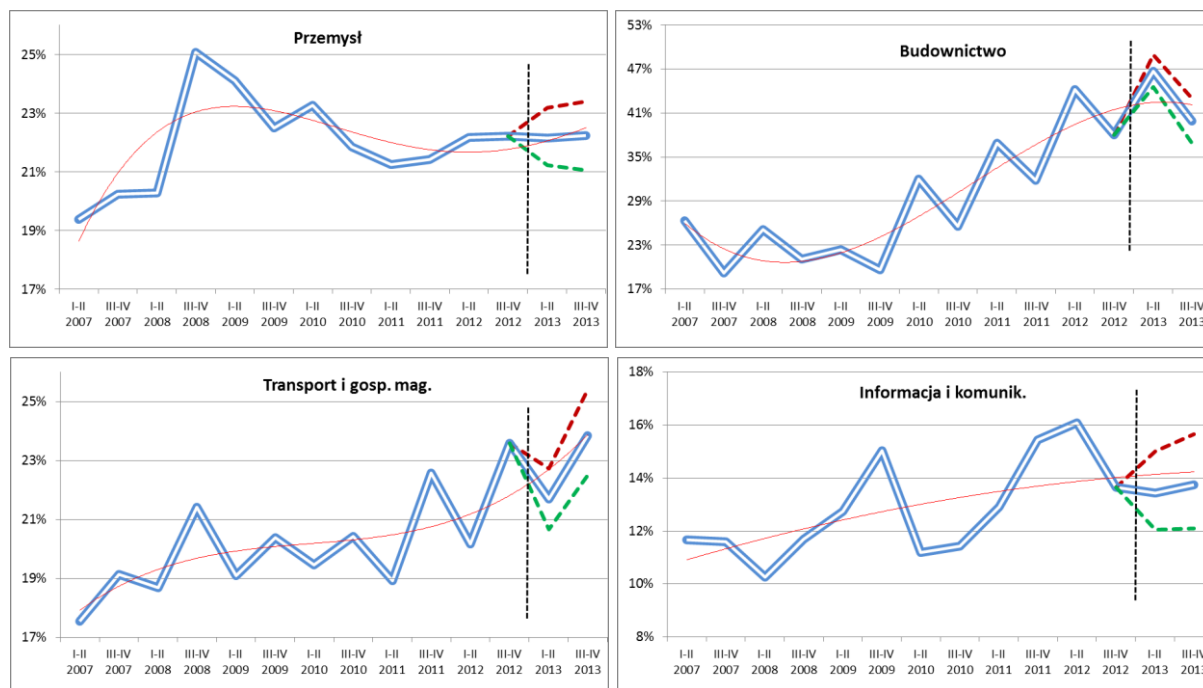 Przemysł
25%
23%
21%
19%
17%
I-II III-IV I-II III-IV I-II III-IV I-II III-IV I-II III-IV I-II III-IV I-II III-IV
2007 2007 2008 2008 2009 2009 2010 2010 2011 2011 2012 2012 2013 2013
Budownictwo
53%
47%
41%
35%
29%
23%
17%
I-II III-IV I-II III-IV I-II III-IV I-II III-IV I-II III-IV I-II III-IV I-II III-IV
2007 2007 2008 2008 2009 2009 2010 2010 2011 2011 2012 2012 2013 2013
Transport i gosp. mag.
25%
23%
21%
19%
17%
I-II III-IV I-II III-IV I-II III-IV I-II III-IV I-II III-IV I-II III-IV I-II III-IV
2007 2007 2008 2008 2009 2009 2010 2010 2011 2011 2012 2012 2013 2013
Informacja i komunik.
18%
16%
14%
12%
10%
8%
I-II III-IV I-II III-IV I-II III-IV I-II III-IV I-II III-IV I-II III-IV I-II III-IV
2007 2007 2008 2008 2009 2009 2010 2010 2011 2011 2012 2012 2013 2013